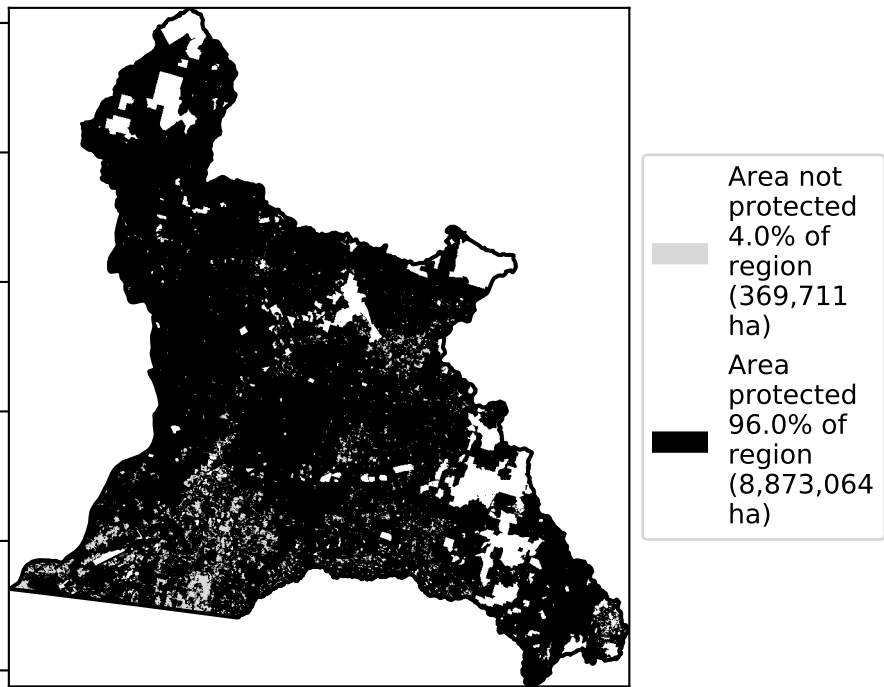 Area not
protected
4.0% of
region
(369,711
ha)
Area
protected
96.0% of
region
(8,873,064
ha)